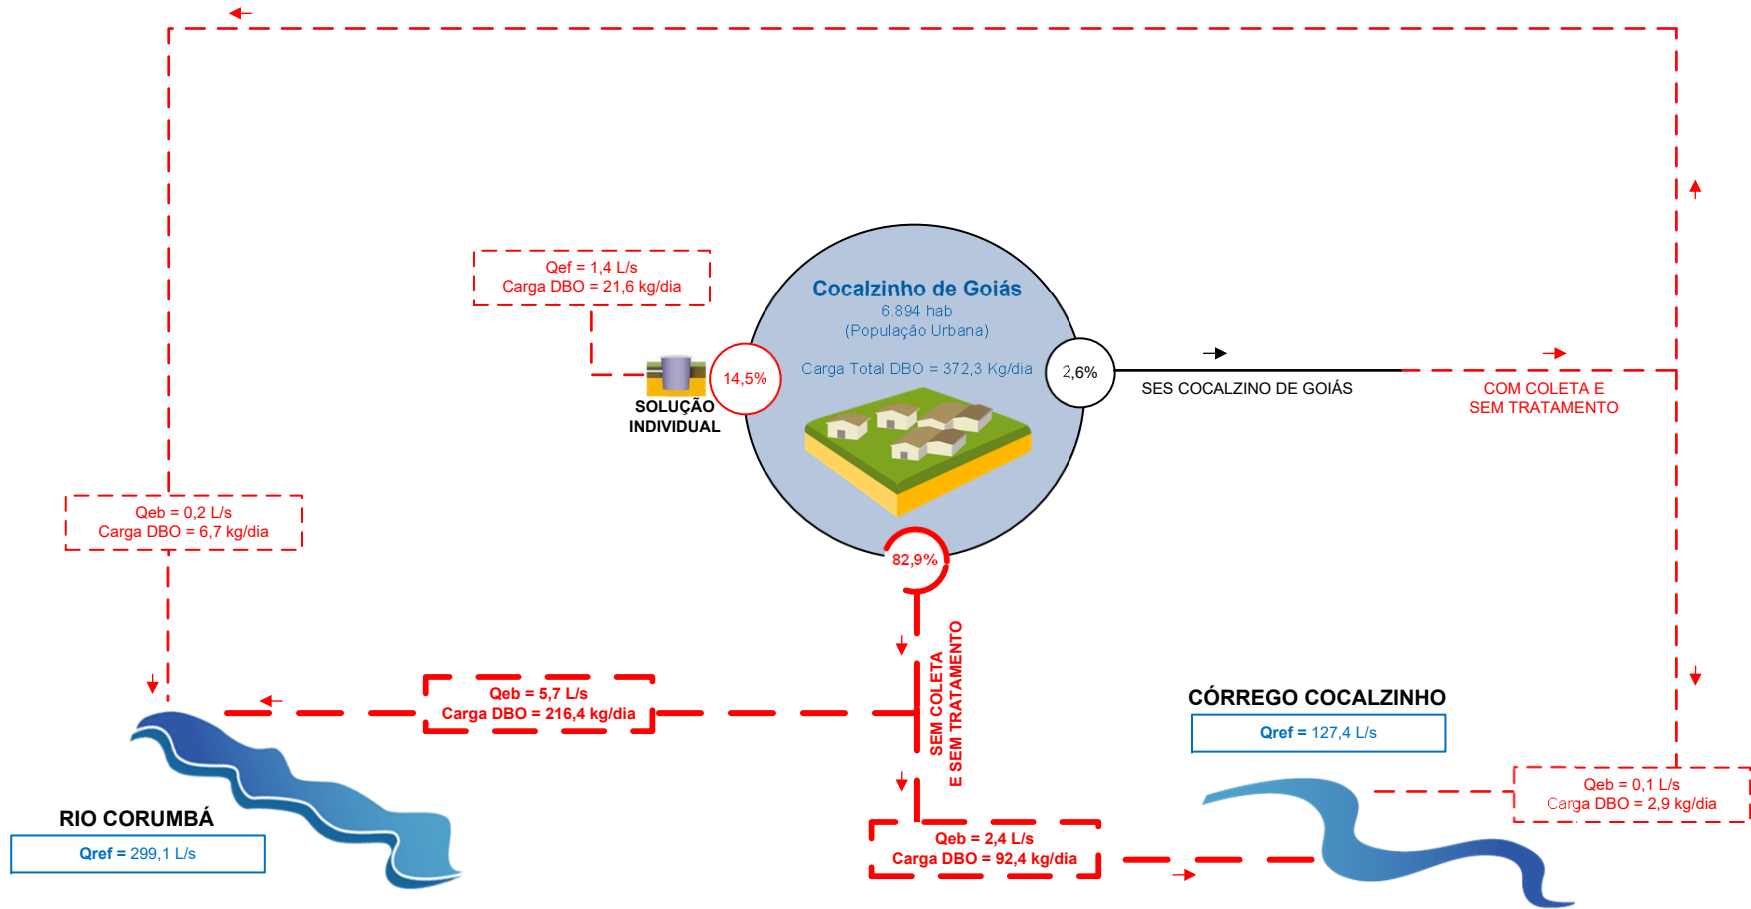 Qef = 1,4 L/s
Carga DBO = 21,6 kg/dia
Cocalzinho de Goiás
6.894 hab
(População Urbana)
Carga Total DBO = 372,3 Kg/dia
14,5%
2,6%
SOLUÇÃO
INDIVIDUAL
SES COCALZINO DE GOIÁS
COM COLETA E
SEM TRATAMENTO
Qeb = 0,2 L/s
Carga DBO = 6,7 kg/dia
82,9%
SEM COLETA
E SEM TRATAMENTO
Qeb = 5,7 L/s
Carga DBO = 216,4 kg/dia
CÓRREGO COCALZINHO
Qref = 127,4 L/s
Qeb = 0,1 L/s
Carga DBO = 2,9 kg/dia
RIO CORUMBÁ
Qref = 299,1 L/s
Qeb = 2,4 L/s
Carga DBO = 92,4 kg/dia